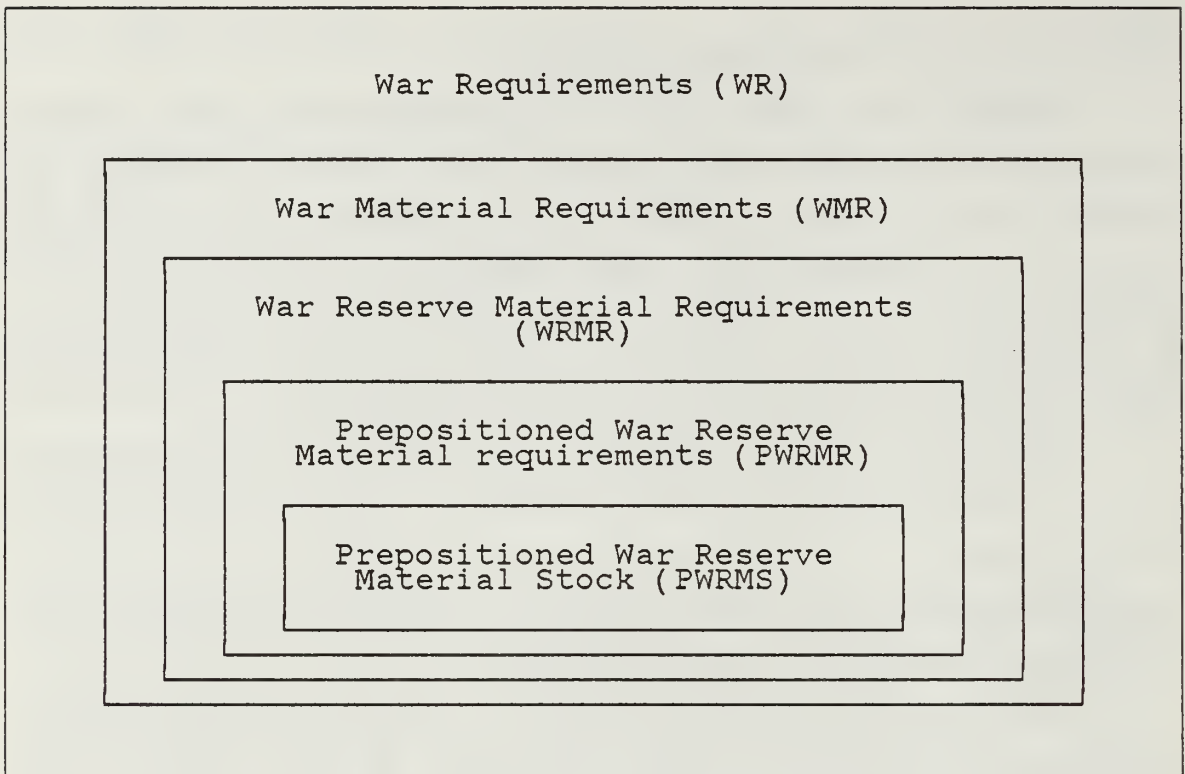 War Requirements (WR)
War Material Requirements (WMR)
War Reserve Material Requirements
(WRMR)
Prepositioned War Reserve
Material requirements (PWRMR)
Prepositioned War Reserve
Material Stock (PWRMS)